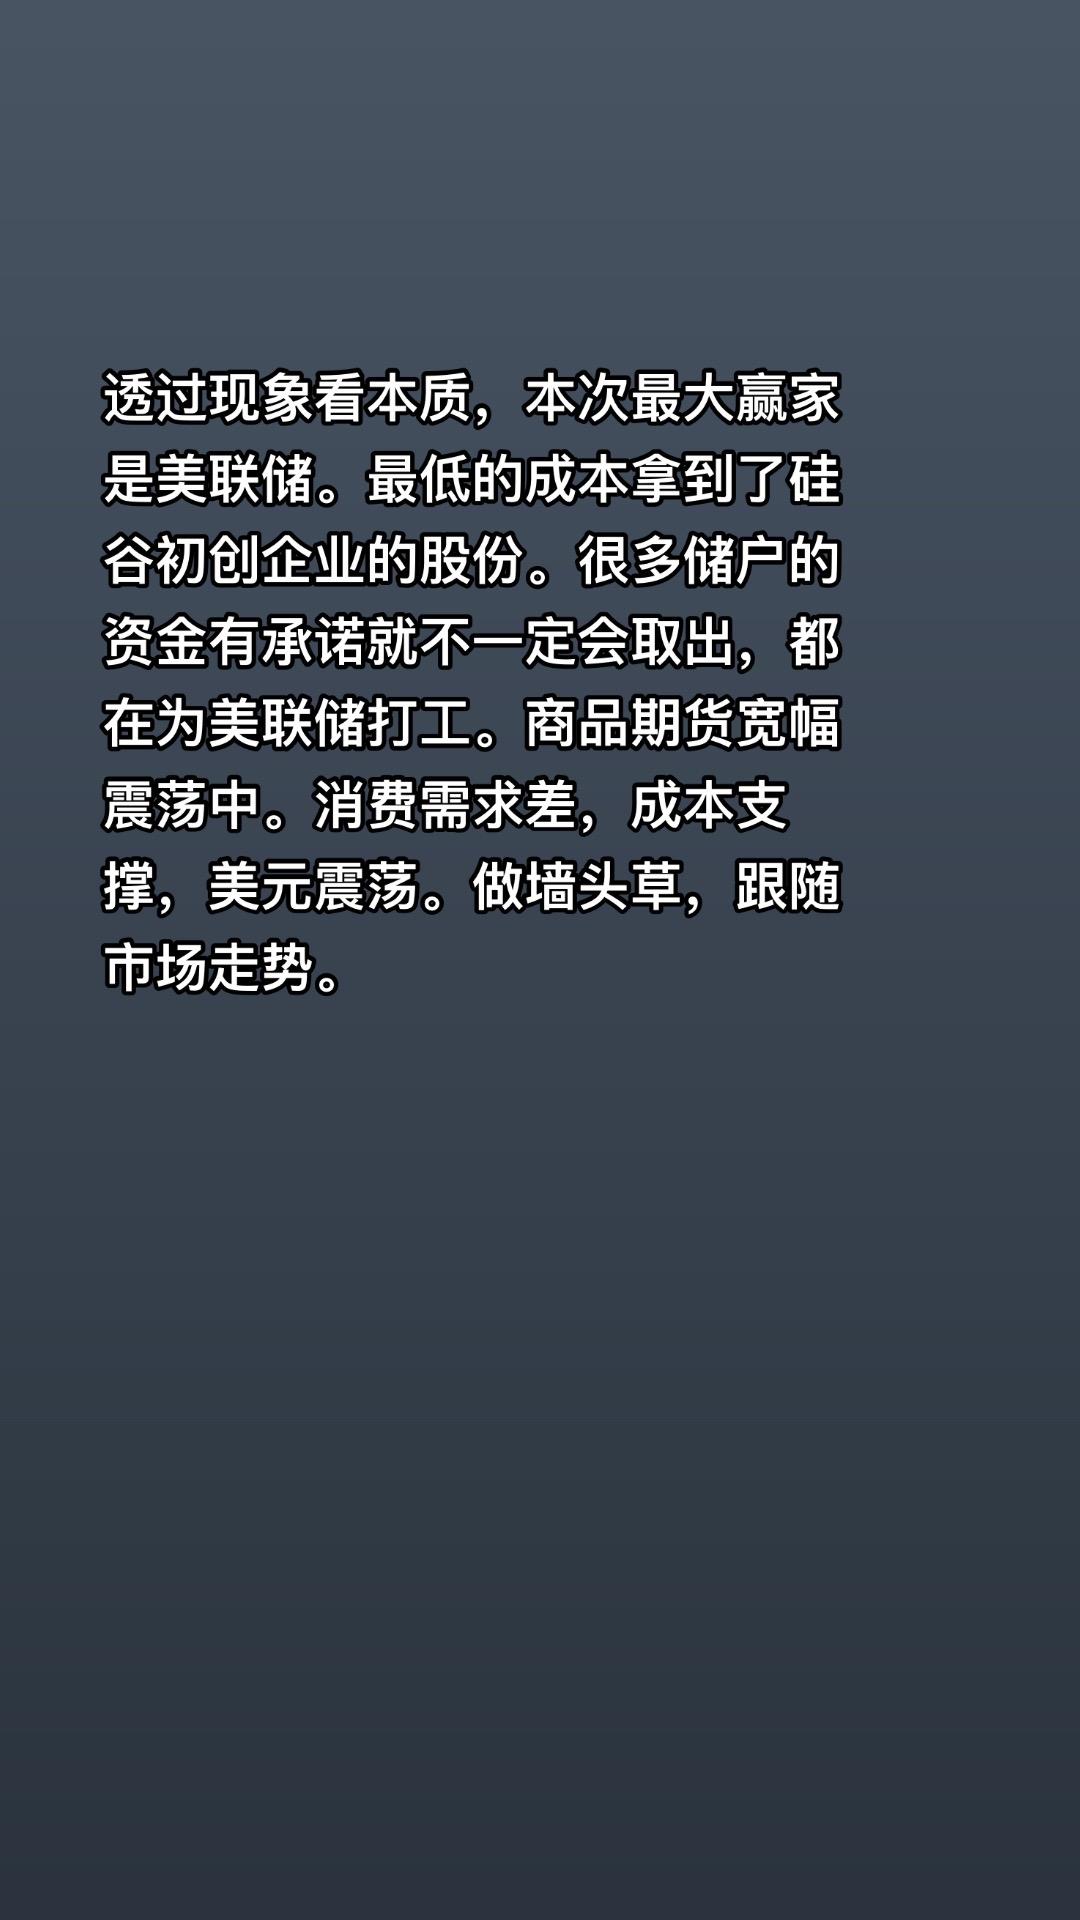 透过现象看本质，本次最大赢家
是美联储。最低的成本拿到了硅
谷初创企业的股份。很多储户的
资金有承诺就不一定会取出，都
在为美联储打工。商品期货宽幅
震荡中。消费需求差，成本支
撑，美元震荡。做墙头草，跟随
市场走势。